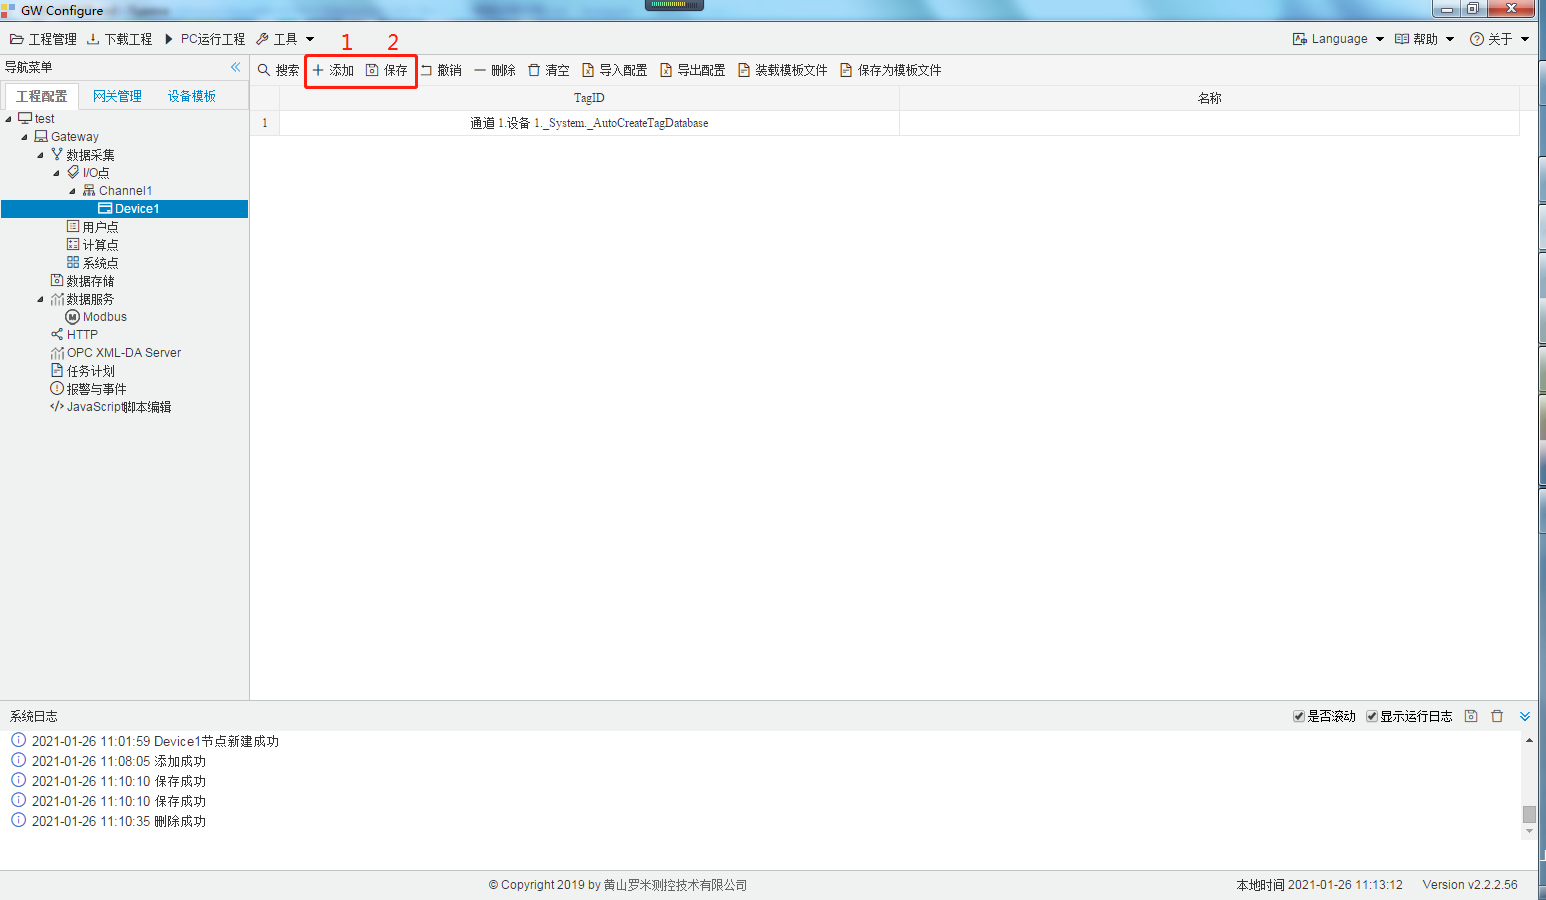 GW Configure
工程管理 下载工程 PC运行工程 工具 1 2 Language 帮助 关于
导航菜单
搜索 添加 保存 撤销 删除 清空 导入配置 导出配置 装载模板文件 保存为模板文件
工程配置 网关管理 设备模板
TagID 名称
1 通道 1.设备 1._System._AutoCreateTagDatabase
test
Gateway
数据采集
I/O点
Channel1
Device1
用户点
计算点
系统点
数据存储
数据服务
Modbus
HTTP
OPC XML-DA Server
任务计划
报警与事件
JavaScript脚本编辑
系统日志 是否滚动 显示运行日志
2021-01-26 11:01:59 Device1节点新建成功
2021-01-26 11:08:05 添加成功
2021-01-26 11:10:10 保存成功
2021-01-26 11:10:10 保存成功
2021-01-26 11:10:35 删除成功
© Copyright 2019 by 黄山罗米测控技术有限公司 本地时间 2021-01-26 11:13:12 Version v2.2.2.56